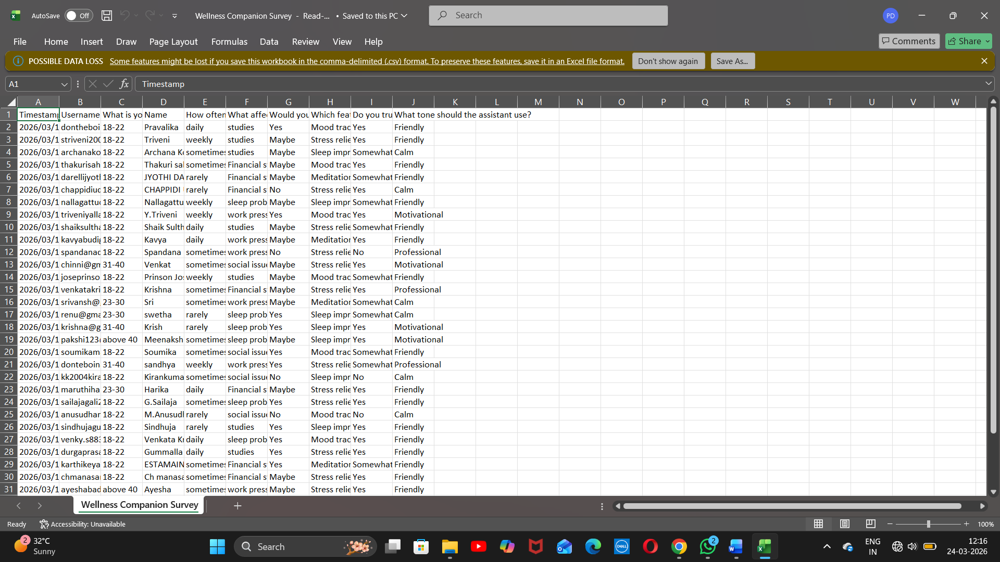 AutoSave Off Wellness Companion Survey - Read-... • Saved to this PC Search PD
File Home Insert Draw Page Layout Formulas Data Review View Help Comments Share
POSSIBLE DATA LOSS Some features might be lost if you save this workbook in the comma-delimited (.csv) format. To preserve these features, save it in an Excel file format. Don't show again Save As...
A1 fx Timestamp
A B C D E F G H I J K L M N O P Q R S T U V W
1 Timestamp Username What is yo Name How often What affe Would you Which feat Do you tru What tone should the assistant use?
2 2026/03/1 dontheboi 18-22 Pravalika daily studies Yes Mood trac Yes Friendly
3 2026/03/1 striveni200 18-22 Triveni weekly studies Maybe Stress relie Yes Friendly
4 2026/03/1 archanako 18-22 Archana Ko sometimes studies Maybe Sleep impr Somewhat Calm
5 2026/03/1 thakurisah 18-22 Thakuri sal sometimes Financial s Maybe Mood trac Yes Friendly
6 2026/03/1 darellijyotl 18-22 JYOTHI DA rarely Financial s Maybe Meditation Somewhat Friendly
7 2026/03/1 chappidiuc 18-22 CHAPPIDI rarely Financial s No Stress relie Yes Calm
8 2026/03/1 nallagattu 18-22 Nallagattu weekly sleep prob Maybe Sleep impr Somewhat Friendly
9 2026/03/1 triveniyalla 18-22 Y.Triveni weekly work press Yes Mood trac Yes Motivational
10 2026/03/1 shaiksultha 18-22 Shaik Sulth daily studies Maybe Stress relie Somewhat Friendly
11 2026/03/1 kavyabudi 18-22 Kavya daily work press Maybe Meditation Yes Friendly
12 2026/03/1 spandanac 18-22 Spandana sometimes work press No Stress relie No Professional
13 2026/03/1 chinni@gm 31-40 Venkat sometimes social issue Maybe Stress relie Yes Motivational
14 2026/03/1 joseprinso 18-22 Prinson Jos weekly studies Maybe Mood trac Somewhat Friendly
15 2026/03/1 venkatakri 18-22 Krishna sometimes Financial s Maybe Stress relie Yes Professional
16 2026/03/1 srivansh@ 23-30 Sri sometimes work press Maybe Meditation Somewhat Calm
17 2026/03/1 renu@gma 23-30 swetha rarely sleep prob Yes Sleep impr Somewhat Calm
18 2026/03/1 krishna@g 31-40 Krish rarely sleep prob Yes Sleep impr Yes Motivational
19 2026/03/1 pakshi123 above 40 Meenaksh sometimes sleep prob Maybe Sleep impr Yes Motivational
20 2026/03/1 soumikam 18-22 Soumika sometimes social issue Yes Mood trac Somewhat Friendly
21 2026/03/1 donteboin 31-40 sandhya weekly work press Yes Stress relie Somewhat Professional
22 2026/03/1 kk2004kira 18-22 Kirankuma sometimes social issue No Sleep impr No Calm
23 2026/03/1 maruthiha 23-30 Harika daily Financial s Maybe Stress relie Yes Friendly
24 2026/03/1 sailajagali2 18-22 G.Sailaja sometimes sleep prob Yes Stress relie Yes Friendly
25 2026/03/1 anusudhar 18-22 M.Anusudl rarely social issue No Mood trac No Calm
26 2026/03/1 sindhujagu 18-22 Sindhuja rarely studies Yes Sleep impr Yes Friendly
27 2026/03/1 venky.s883 18-22 Venkata Kr daily sleep prob Yes Mood trac Yes Friendly
28 2026/03/1 durgaprasa 18-22 Gummalla daily studies Yes Stress relie Yes Friendly
29 2026/03/1 karthikeya 18-22 ESTAMAIN sometimes Financial s Yes Meditation Somewhat Friendly
30 2026/03/1 chmanasa 18-22 Ch manasa sometimes Financial s Maybe Stress relie Yes Friendly
31 2026/03/1 ayeshabad above 40 Ayesha sometimes work press Maybe Stress relie Yes Friendly
Wellness Companion Survey
Ready Accessibility: Unavailable 100%
2 32°C Search DELL 2 ENG 12:16
Sunny IN 24-03-2026